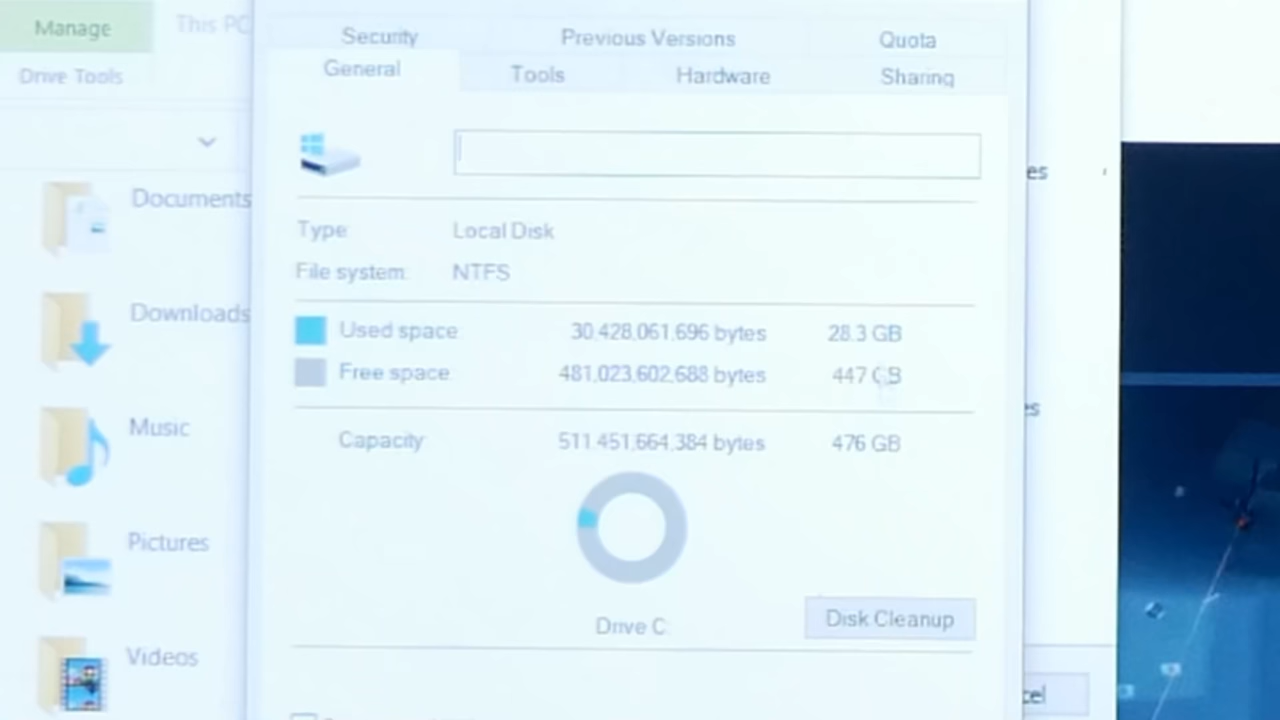 Manage
This PC
Drive Tools
Security
Previous Versions
Quota
General
Tools
Hardware
Sharing
Documents
Downloads
Music
Pictures
Videos
Type:
Local Disk
File system:
NTFS
Used space:
30,428,061,696 bytes
28.3 GB
Free space:
481,023,602,688 bytes
447 GB
Capacity:
511,451,664,384 bytes
476 GB
Drive C:
Disk Cleanup